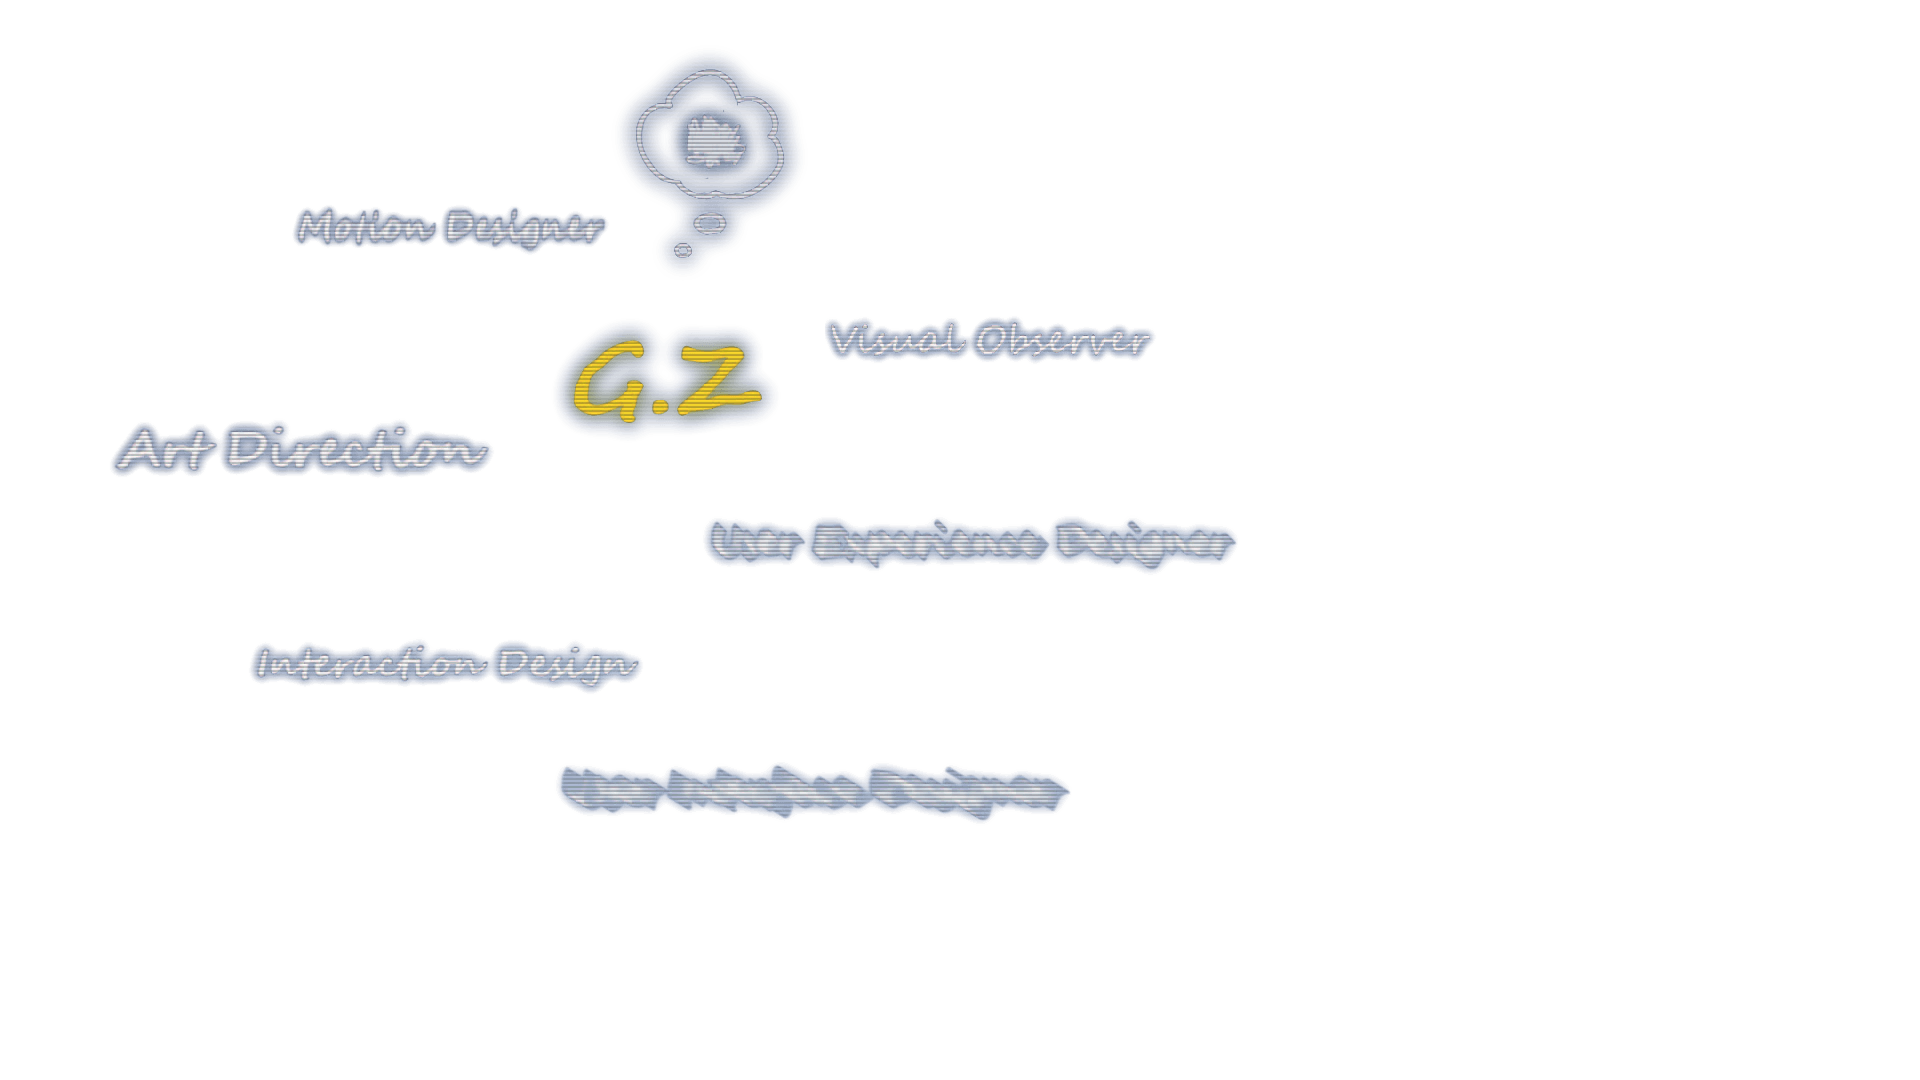 Motion Designer
Visual Observer
G.Z
Art Direction
User Experience Designer
Interaction Design
User Interface Designer